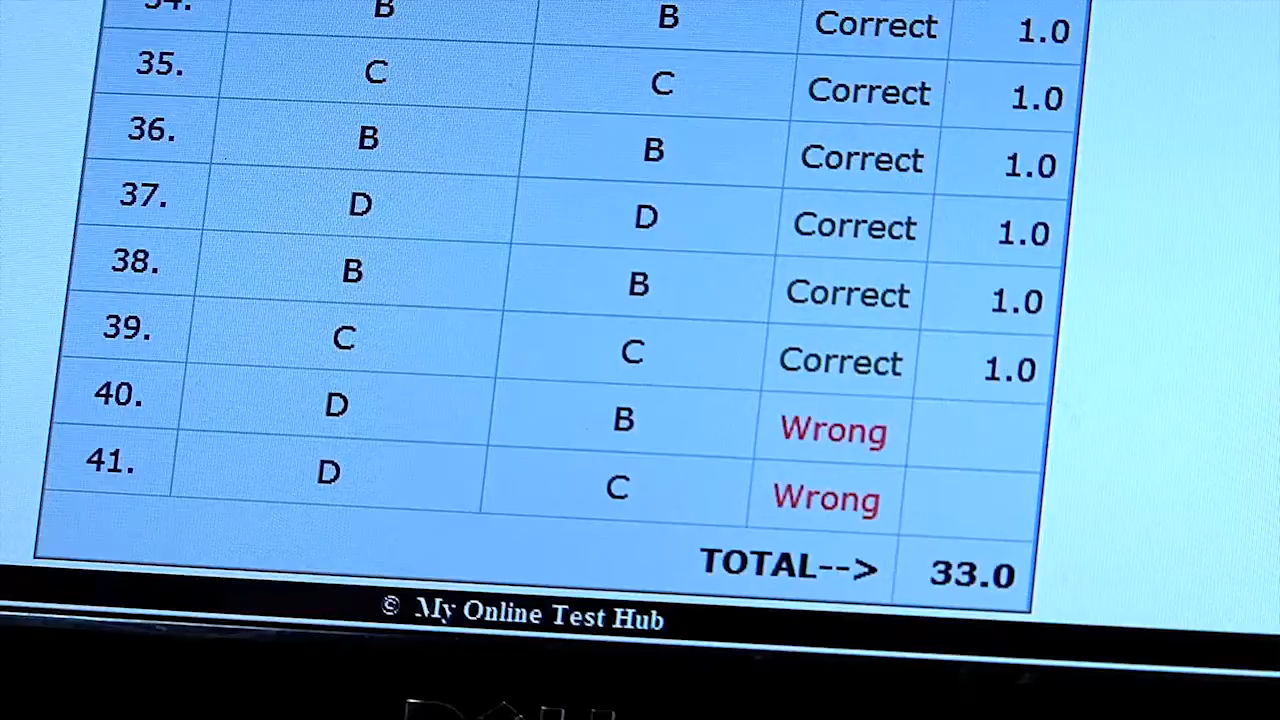 34. B B Correct 1.0
35. C C Correct 1.0
36. B B Correct 1.0
37. D D Correct 1.0
38. B B Correct 1.0
39. C C Correct 1.0
40. D B Wrong
41. D C Wrong
TOTAL--> 33.0
© My Online Test Hub